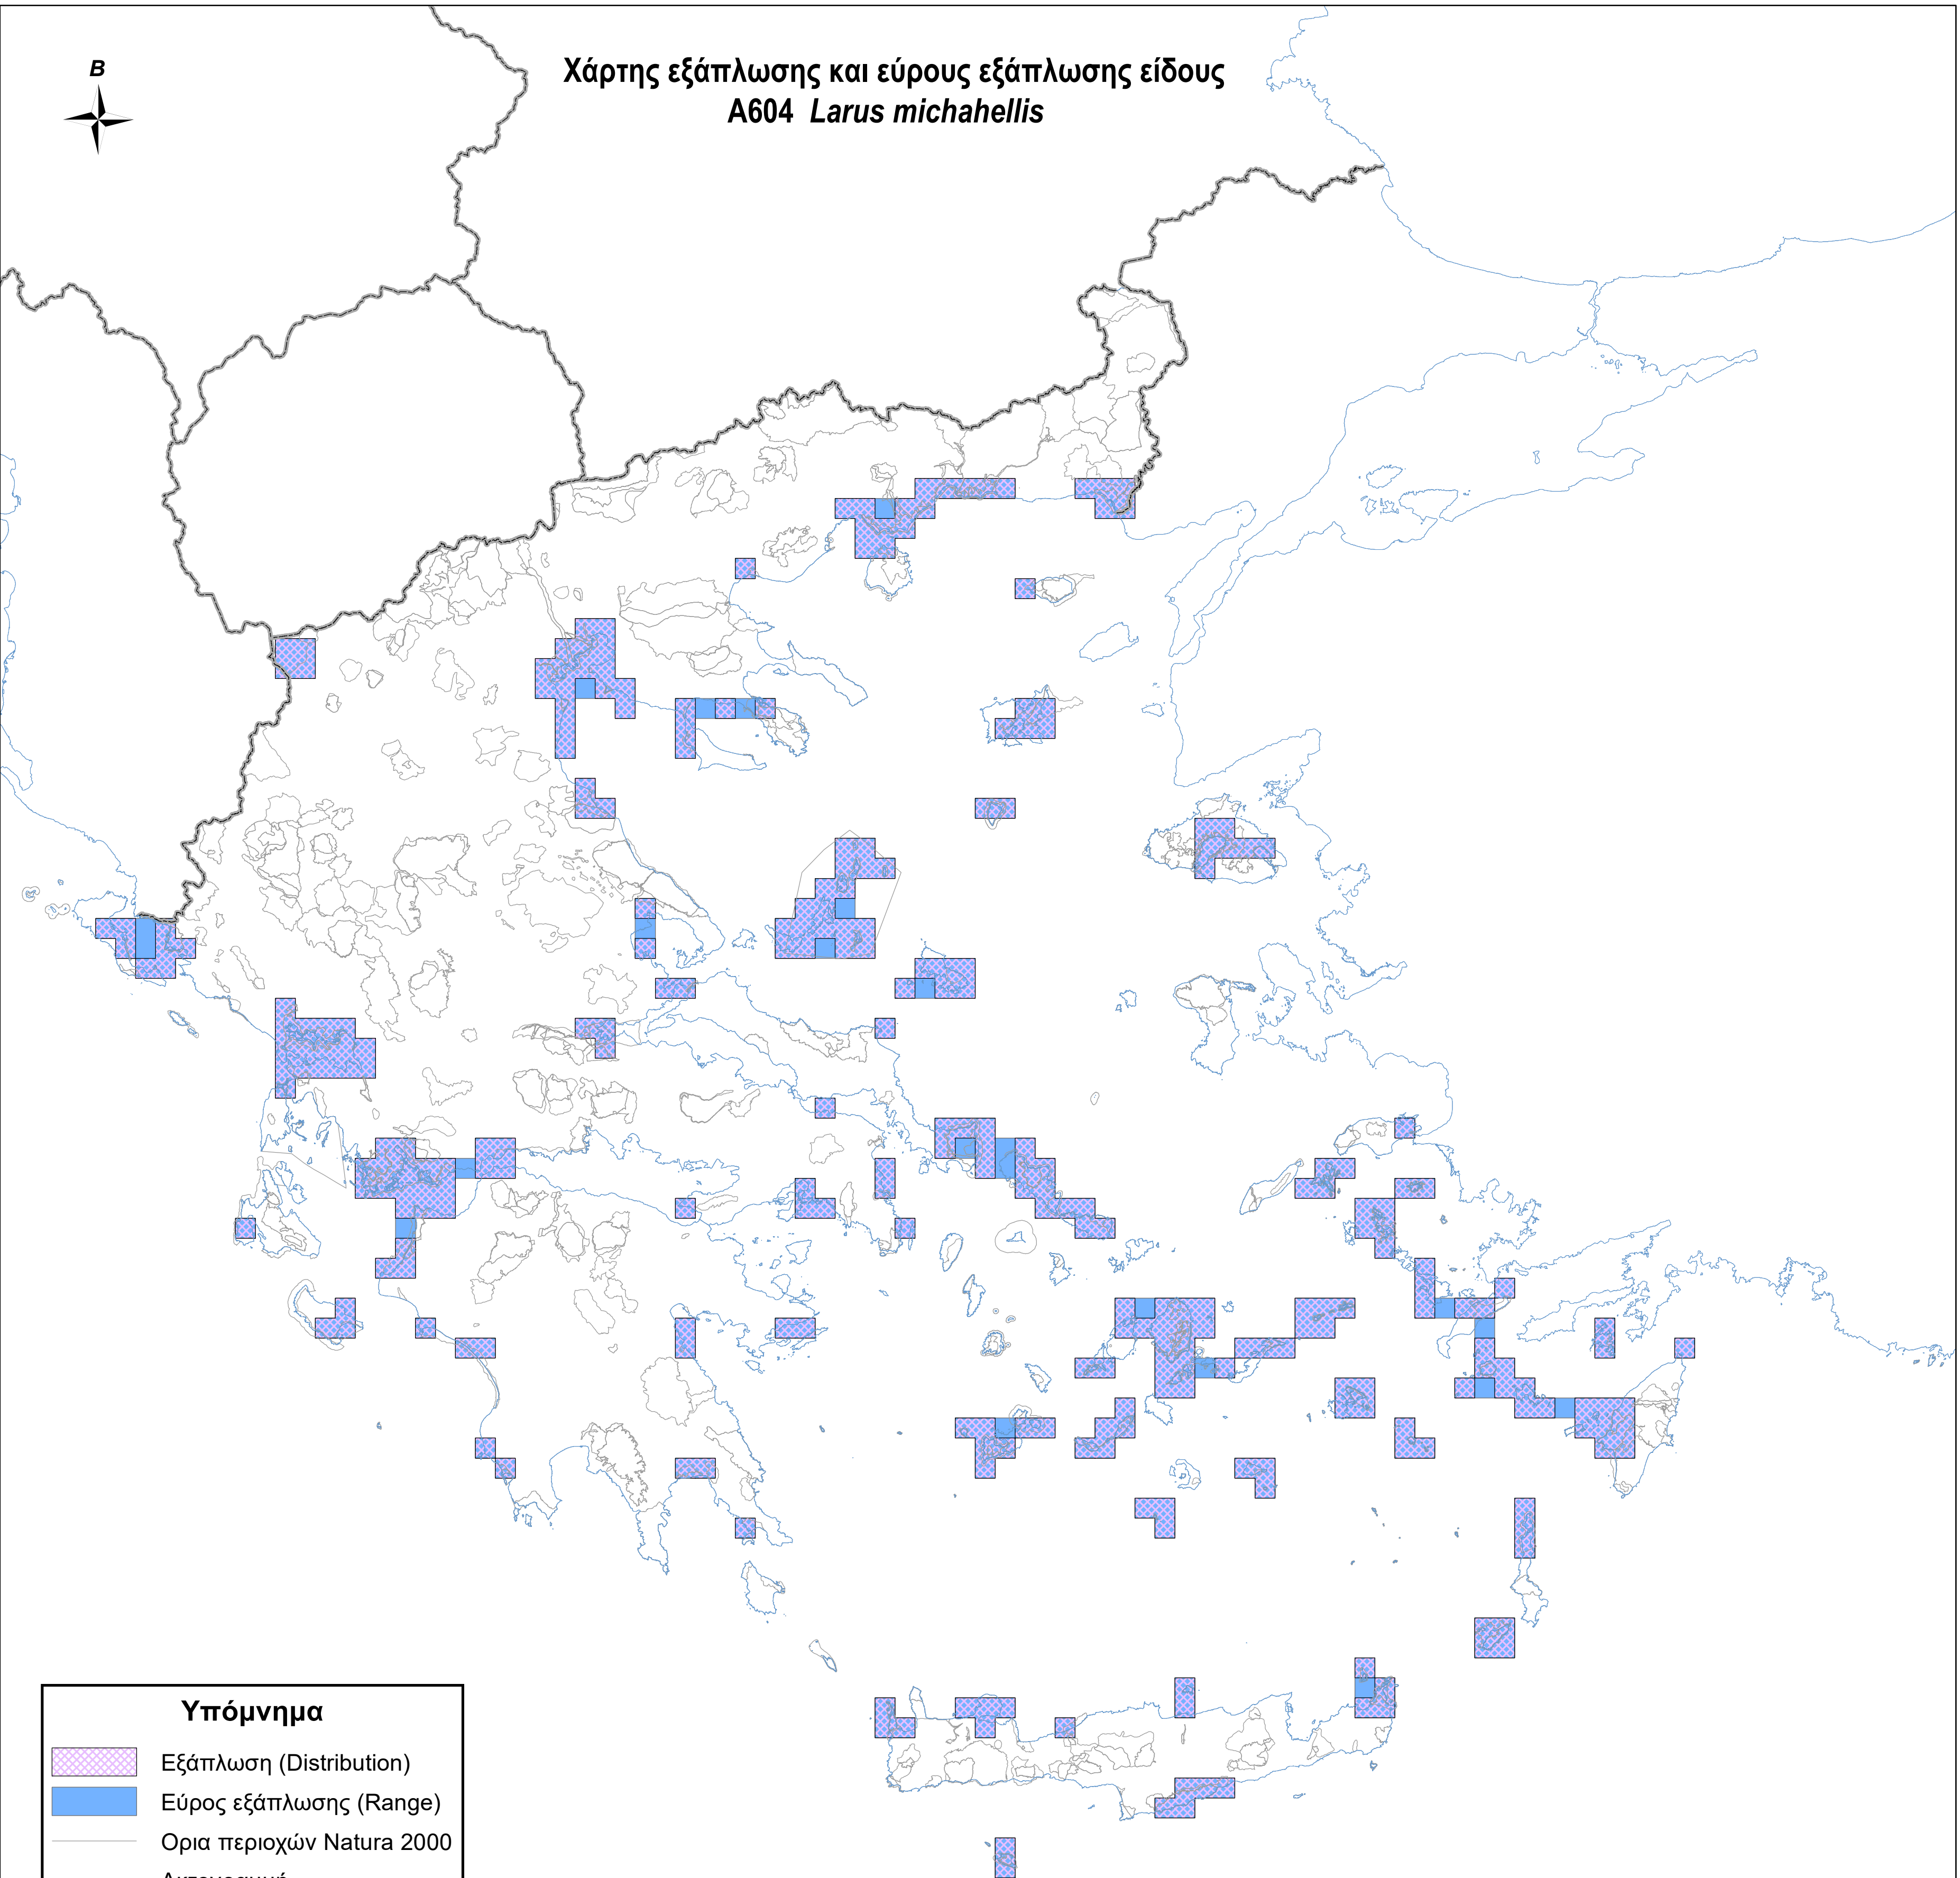 B
Χάρτης εξάπλωσης και εύρους εξάπλωσης είδους
A604 Larus michahellis
Υπόμνημα
Εξάπλωση (Distribution)
Εύρος εξάπλωσης (Range)
Ορια περιοχών Natura 2000